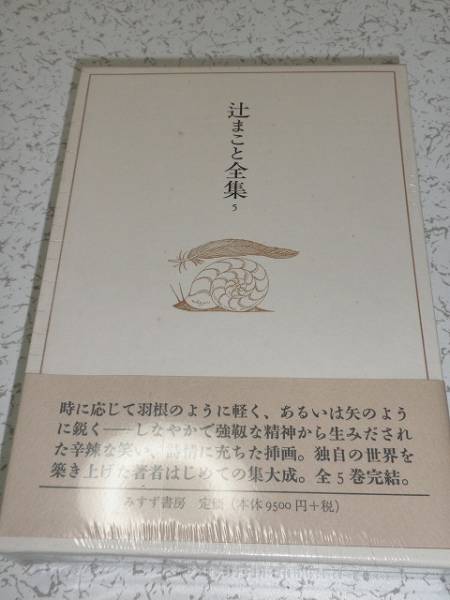 辻まこと全集
5
時に応じて羽根のように軽く、あるいは矢のよう
に鋭く──しなやかで強靱な精神から生みだされ
た辛辣な笑い、詩情に充ちた挿画。独自の世界を
築き上げた著者はじめての集大成。全5巻完結。
みすず書房 定価（本体9500円＋税）